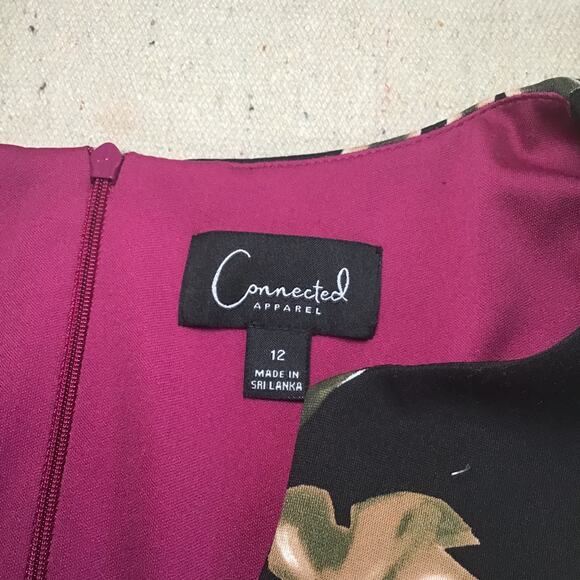 Connected
APPAREL
12
MADE IN
SRI LANKA